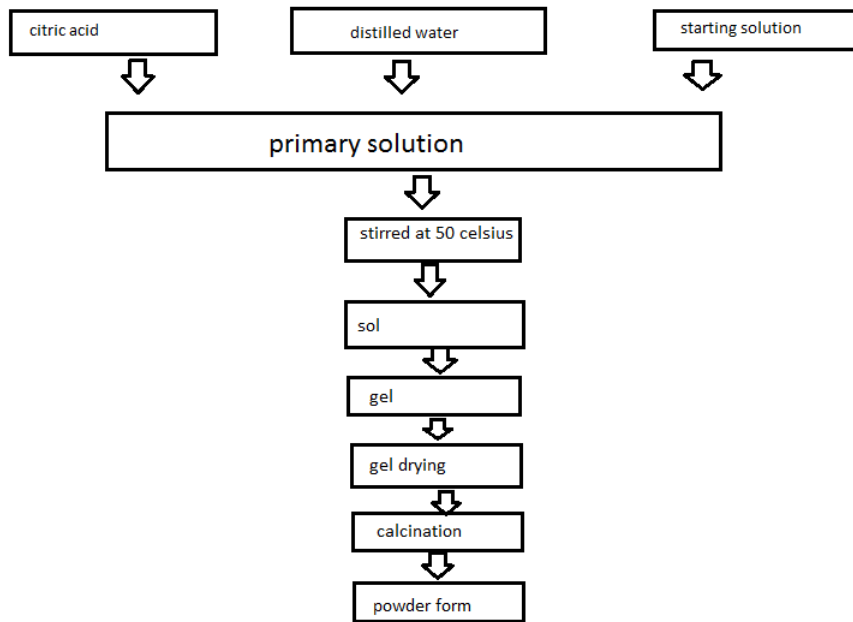 citric acid
distilled water
starting solution
primary solution
stirred at 50 celsius
sol
gel
gel drying
calcination
powder form